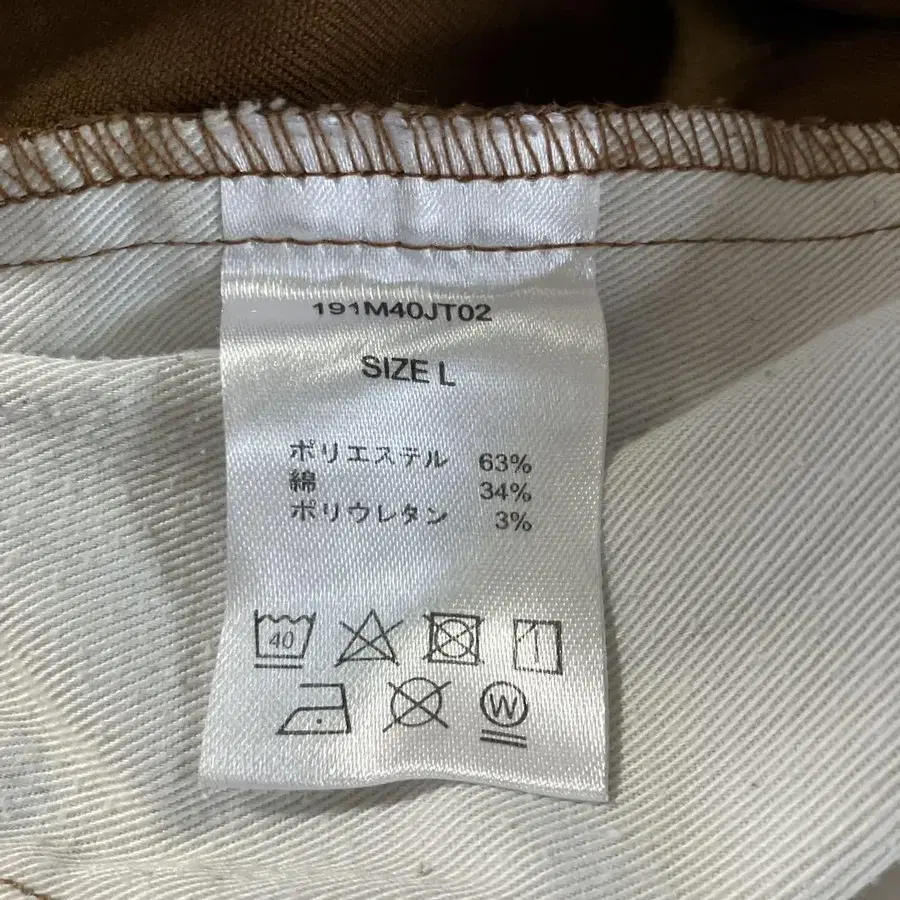 191M40JT02
SIZE L
ポリエステル 63%
綿 34%
ポリウレタン 3%
40
W